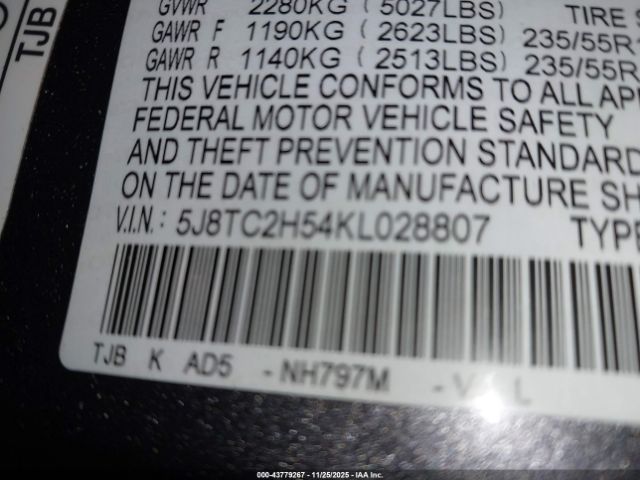 TJB
GVWR 2280KG (5027LBS)
GAWR F 1190KG (2623LBS) 235/55R
GAWR R 1140KG (2513LBS) 235/55R
TIRE
THIS VEHICLE CONFORMS TO ALL
FEDERAL MOTOR VEHICLE SAFETY
AND THEFT PREVENTION STANDARD
ON THE DATE OF MANUFACTURE SH
V.I.N.: 5J8TC2H54KL028807 TYPE
TJB K AD5 -NH797M
000-43779267 - 11/25/2025 - IAA Inc.